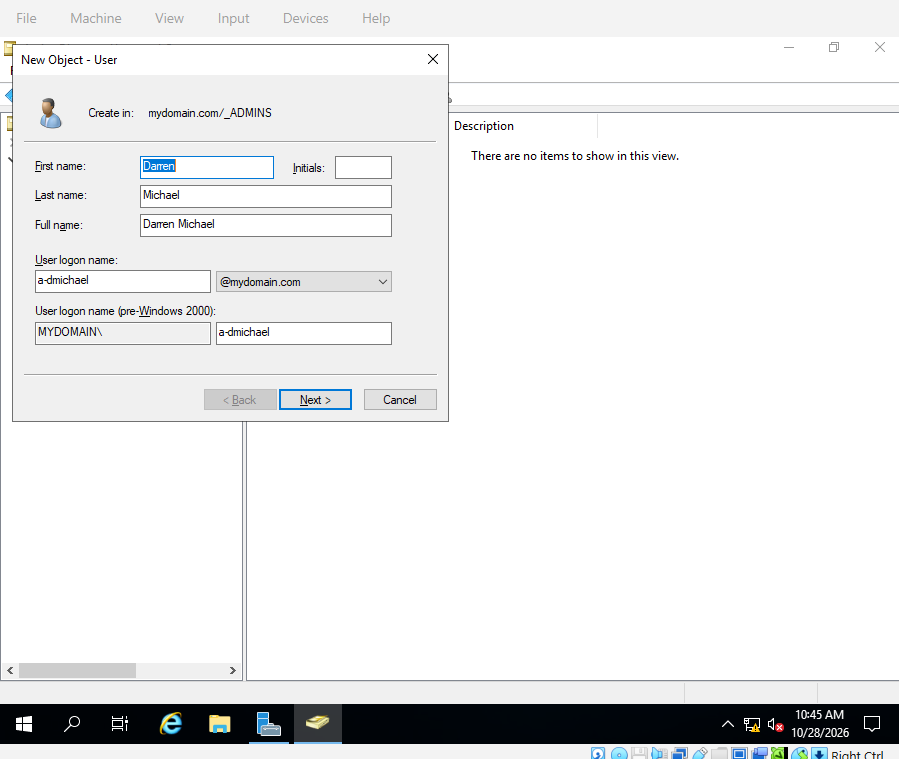 File Machine View Input Devices Help
New Object - User
Create in: mydomain.com/_ADMINS
First name: Darren Initials:
Last name: Michael
Full name: Darren Michael
User logon name:
a-dmichael @mydomain.com
User logon name (pre-Windows 2000):
MYDOMAIN\ a-dmichael
< Back Next > Cancel
Description
There are no items to show in this view.
10:45 AM
10/28/2026
Right Ctrl